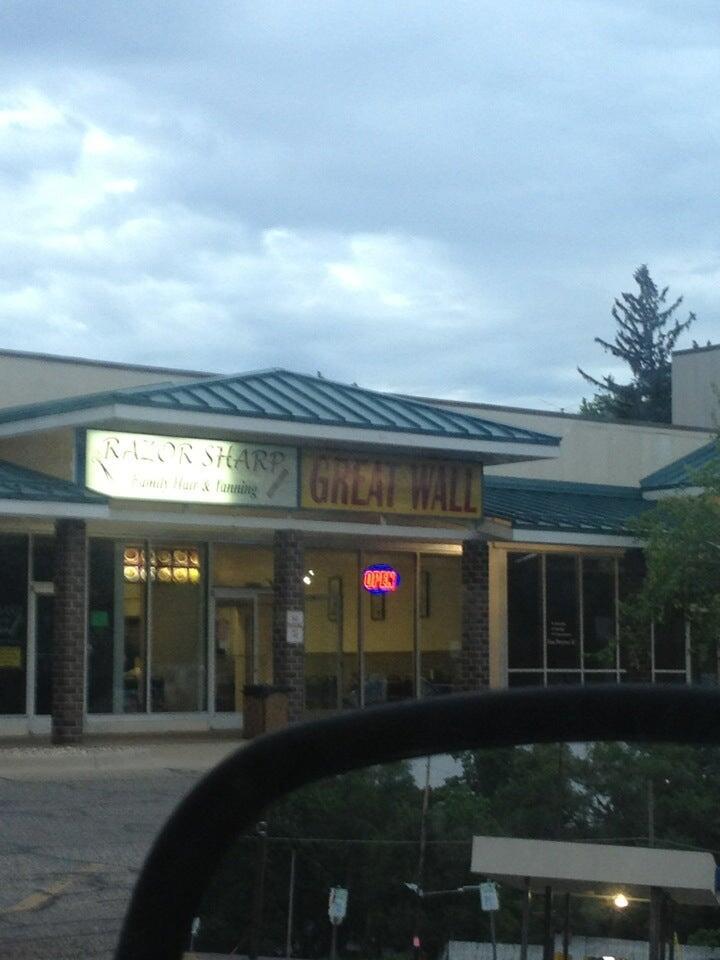 RAZOR SHARP
Family Hair & Tanning
GREAT WALL
OPEN